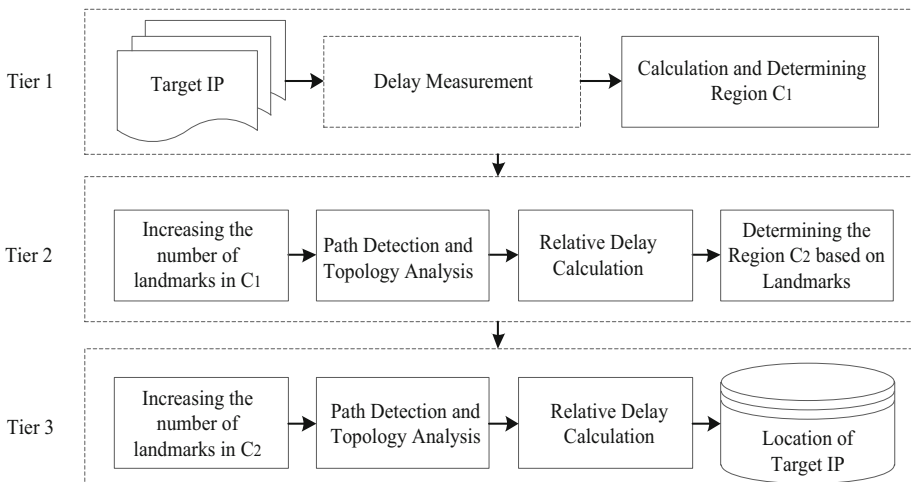 Tier 1
Target IP
Delay Measurement
Calculation and Determining
Region C1
Tier 2
Increasing the
number of
landmarks in C1
Path Detection and
Topology Analysis
Relative Delay
Calculation
Determining the
Region C2 based on
Landmarks
Tier 3
Increasing the
number of
landmarks in C2
Path Detection and
Topology Analysis
Relative Delay
Calculation
Location of
Target IP